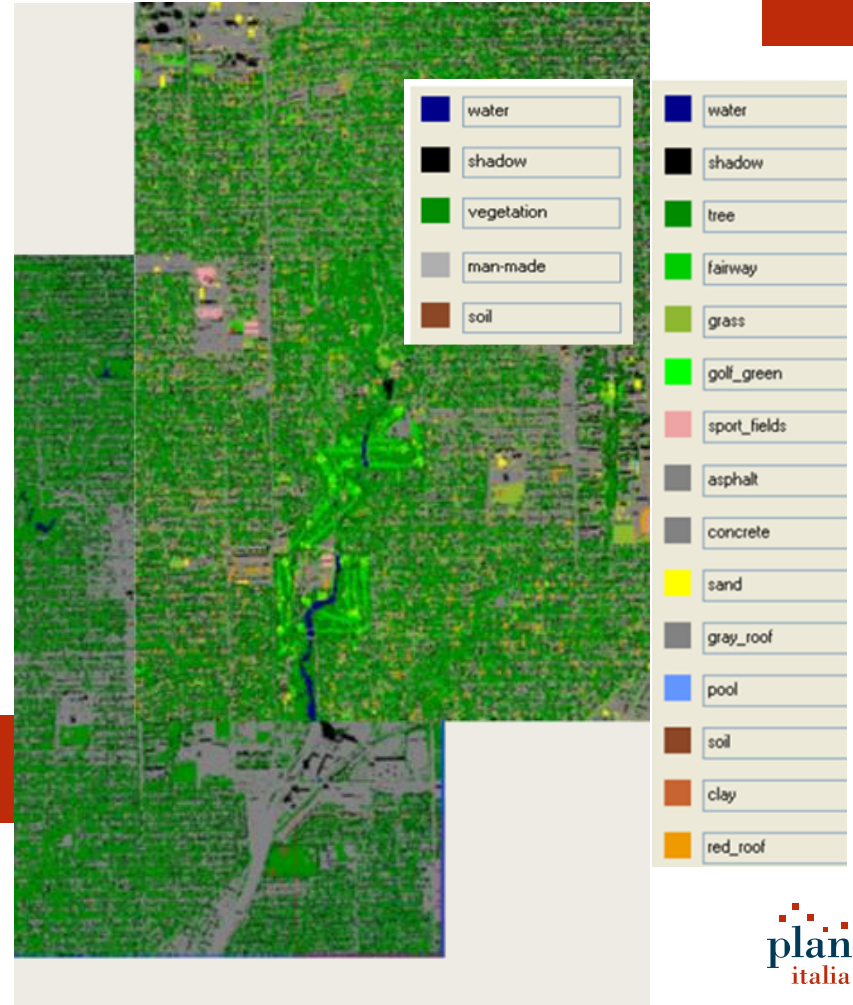 water
shadow
vegetation
man-made
soil
water
shadow
tree
fairway
grass
golf_green
sport_fields
asphalt
concrete
sand
gray_roof
pool
soil
clay
red_roof
plan
italia